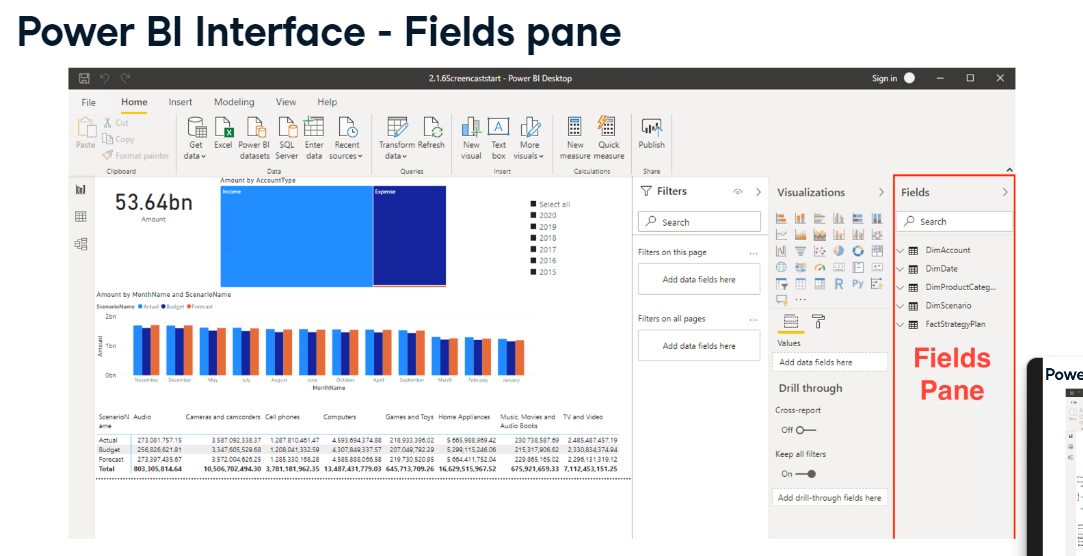 Power BI Interface - Fields pane
2.1.6Screencaststart - Power BI Desktop
Sign in
File Home Insert Modeling View Help
Paste
Cut
Copy
Format painter
Clipboard
Get data
Excel
Power BI datasets
SQL Server
Enter data
Recent sources
Data
Transform data
Refresh
Queries
New visual
Text box
More visuals
Insert
New measure
Quick measure
Calculations
Publish
Share
53.64bn
Amount
Amount by AccountType
Income
Expense
Select all
2020
2019
2018
2017
2016
2015
Amount by MonthName and ScenarioName
ScenarioName Actual Budget Forecast
2bn
1bn
0bn
Amount
November December May July August June October April September March February January
MonthName
ScenarioN ame Audio Cameras and camcorders Cell phones Computers Games and Toys Home Appliances Music, Movies and Audio Books TV and Video
Actual 273,081,757.15 3,587,092,338.37 1,287,810,461.47 4,593,694,374.88 218,933,396.02 5,665,988,969.42 230,738,587.69 2,485,487,457.19
Budget 256,826,621.81 3,347,605,529.68 1,208,041,332.59 4,307,849,337.57 207,049,792.29 5,299,115,246.06 215,317,906.62 2,330,834,374.94
Forecast 273,397,435.67 3,572,004,626.25 1,285,330,168.28 4,585,888,066.58 219,730,520.95 5,664,411,752.04 229,865,165.02 2,296,131,319.12
Total 803,305,814.64 10,506,702,494.30 3,781,181,962.35 13,487,431,779.03 645,713,709.26 16,629,515,967.52 675,921,659.33 7,112,453,151.25
Filters
Search
Filters on this page
Add data fields here
Filters on all pages
Add data fields here
Visualizations
R Py
Values
Add data fields here
Drill through
Cross-report
Off
Keep all filters
On
Add drill-through fields here
Fields
Search
DimAccount
DimDate
DimProductCateg...
DimScenario
FactStrategyPlan
Fields
Pane
Powe